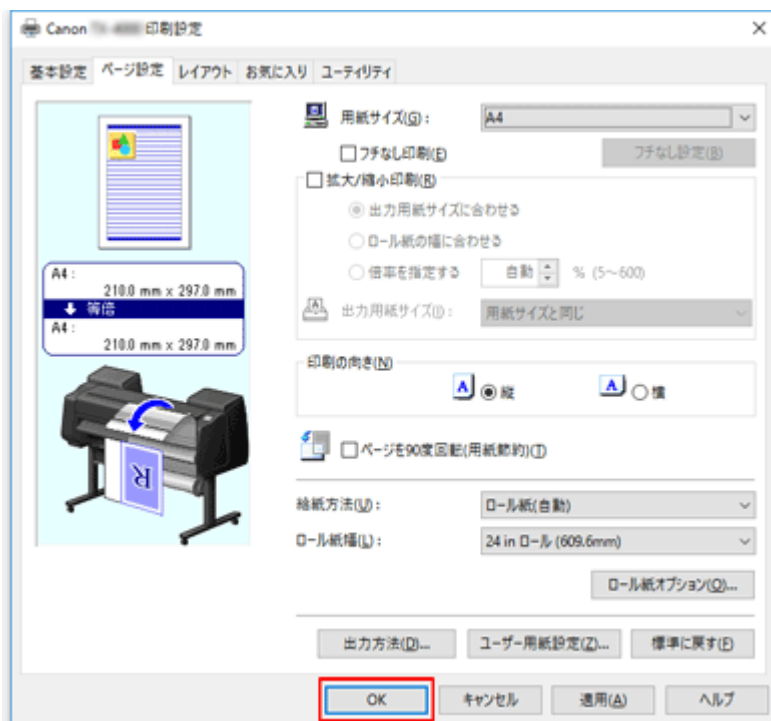 Canon 印刷設定
基本設定 ページ設定 レイアウト お気に入り ユーティリティ
用紙サイズ(G): A4
フチなし印刷(E) フチなし設定(B)
拡大/縮小印刷(R)
出力用紙サイズに合わせる
ロール紙の幅に合わせる
倍率を指定する 自動 % (5～600)
出力用紙サイズ(I): 用紙サイズと同じ
A4 :
210.0 mm x 297.0 mm
等倍
A4 :
210.0 mm x 297.0 mm
印刷の向き(N)
A 縦 A 横
R
ページを90度回転(用紙節約)(T)
給紙方法(U): ロール紙(自動)
ロール紙幅(L): 24 in ロール (609.6mm)
ロール紙オプション(O)...
出力方法(D)... ユーザー用紙設定(Z)... 標準に戻す(F)
OK キャンセル 適用(A) ヘルプ